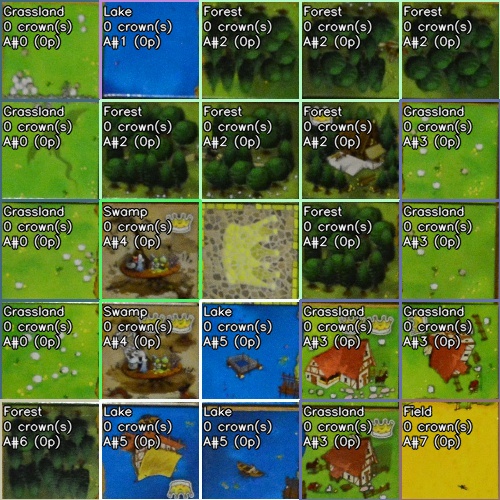 Grassland
0 crown(s)
A#0 (0p)
Lake
0 crown(s)
A#1 (0p)
Forest
0 crown(s)
A#2 (0p)
Forest
0 crown(s)
A#2 (0p)
Forest
0 crown(s)
A#2 (0p)
Grassland
0 crown(s)
A#0 (0p)
Forest
0 crown(s)
A#2 (0p)
Forest
0 crown(s)
A#2 (0p)
Forest
0 crown(s)
A#2 (0p)
Grassland
0 crown(s)
A#3 (0p)
Grassland
0 crown(s)
A#0 (0p)
Swamp
0 crown(s)
A#4 (0p)
Forest
0 crown(s)
A#2 (0p)
Grassland
0 crown(s)
A#3 (0p)
Grassland
0 crown(s)
A#0 (0p)
Swamp
0 crown(s)
A#4 (0p)
Lake
0 crown(s)
A#5 (0p)
Grassland
0 crown(s)
A#3 (0p)
Grassland
0 crown(s)
A#3 (0p)
Forest
0 crown(s)
A#6 (0p)
Lake
0 crown(s)
A#5 (0p)
Lake
0 crown(s)
A#5 (0p)
Grassland
0 crown(s)
A#3 (0p)
Field
0 crown(s)
A#7 (0p)